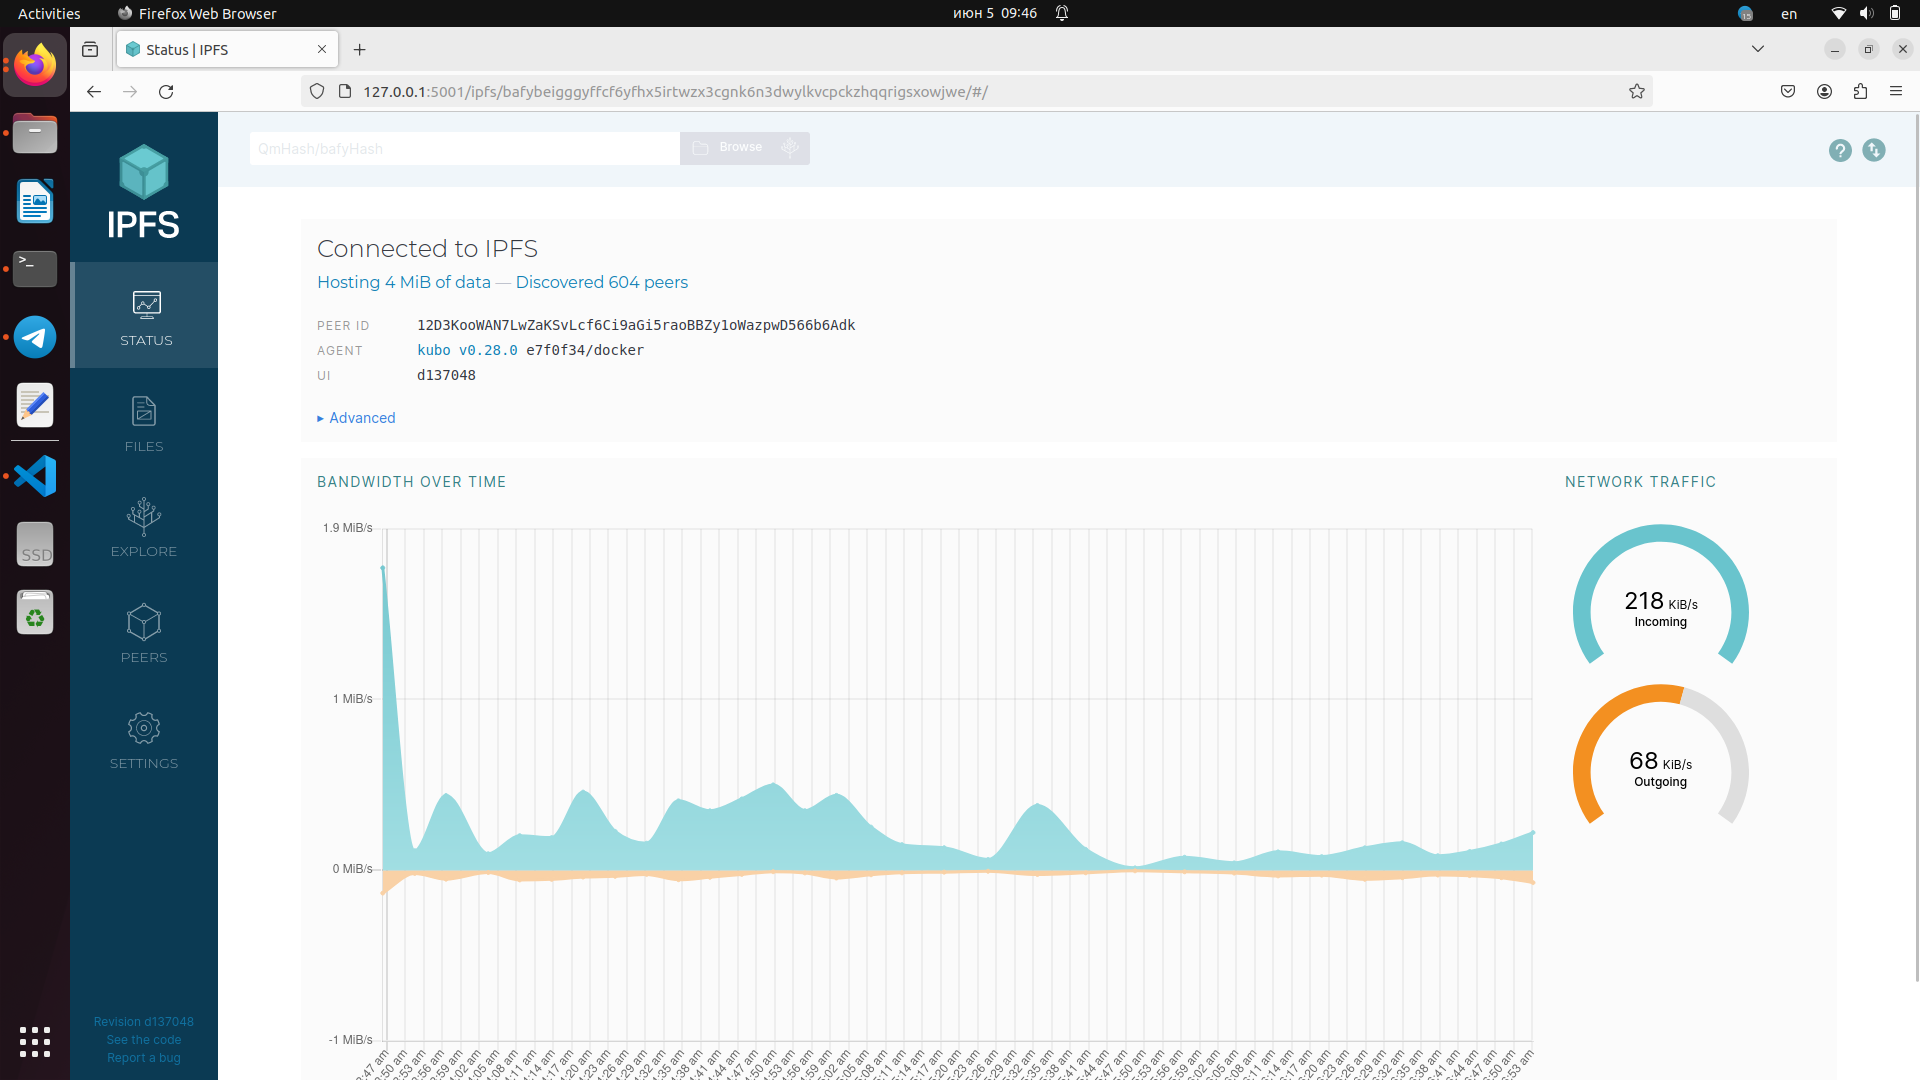 Activities
Firefox Web Browser
июн 5 09:46
15
en
Status | IPFS
127.0.0.1:5001/ipfs/bafybeigggyffcf6yfhx5irtwzx3cgnk6n3dwylkvcpckzhqqrigsxowjwe/#/
IPFS
STATUS
FILES
EXPLORE
PEERS
SETTINGS
Revision d137048
See the code
Report a bug
SSD
QmHash/bafyHash
Browse
Connected to IPFS
Hosting 4 MiB of data — Discovered 604 peers
PEER ID 12D3KooWAN7LwZaKSvLcf6Ci9aGi5raoBBZy1oWazpwD566b6Adk
AGENT kubo v0.28.0 e7f0f34/docker
UI d137048
▸ Advanced
BANDWIDTH OVER TIME
1.9 MiB/s
1 MiB/s
0 MiB/s
-1 MiB/s
NETWORK TRAFFIC
218 KiB/s
Incoming
68 KiB/s
Outgoing